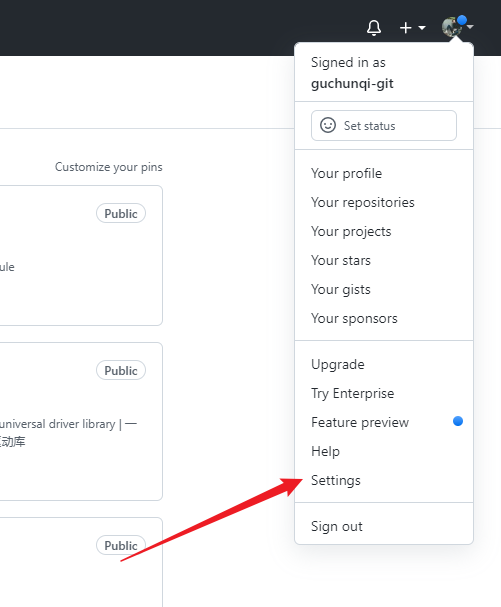 Signed in as
guchunqi-git
Set status
Customize your pins
Your profile
Public
Your repositories
Your projects
Your stars
ule
Your gists
Your sponsors
Upgrade
Public
Try Enterprise
Feature preview
universal driver library | 一
动库
Help
Settings
Sign out
Public